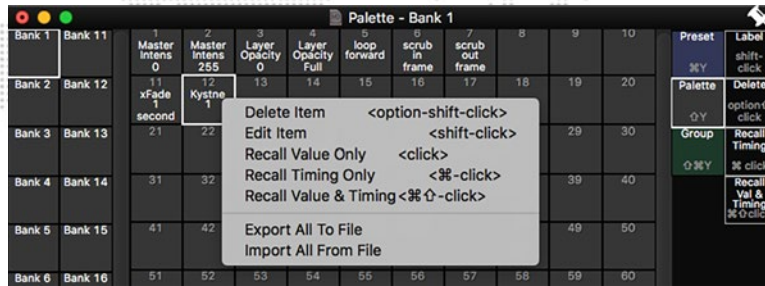 Palette - Bank 1
Bank 1 Bank 11 1 2 3 4 5 6 7 8 9 10 Preset Label
Master Intens 0 Master Intens 255 Layer Opacity 0 Layer Opacity Full loop forward scrub in frame scrub out frame
⌘Y shift-click
Bank 2 Bank 12 11 12 13 14 15 16 17 18 19 20 Palette Delete
xFade 1 second Kystne 1
⇧Y click
Delete Item <option-shift-click>
Edit Item <shift-click>
Recall Value Only <click>
Recall Timing Only <⌘-click>
Recall Value & Timing<⌘⇧-click>
Export All To File
Import All From File
Bank 3 Bank 13 21 22 29 30 Group Recall Timing
⇧⌘Y ⌘ click
Bank 4 Bank 14 31 32 39 40 Recall Val & Timing
Bank 5 Bank 15 41 42 49 50
Bank 6 Bank 16 51 52 53 54 55 56 57 58 59 60